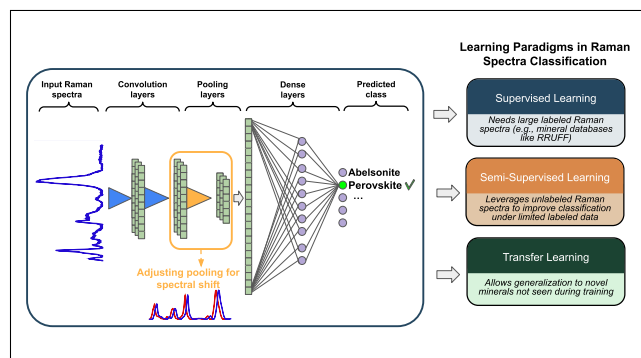 Learning Paradigms in Raman
Spectra Classification
Input Raman
spectra
Convolution
layers
Pooling
layers
Dense
layers
Predicted
class
Abelsonite
Perovskite
...
Adjusting pooling for
spectral shift
Supervised Learning
Needs large labeled Raman
spectra (e.g., mineral databases
like RRUFF)
Semi-Supervised Learning
Leverages unlabeled Raman
spectra to improve classification
under limited labeled data
Transfer Learning
Allows generalization to novel
minerals not seen during training